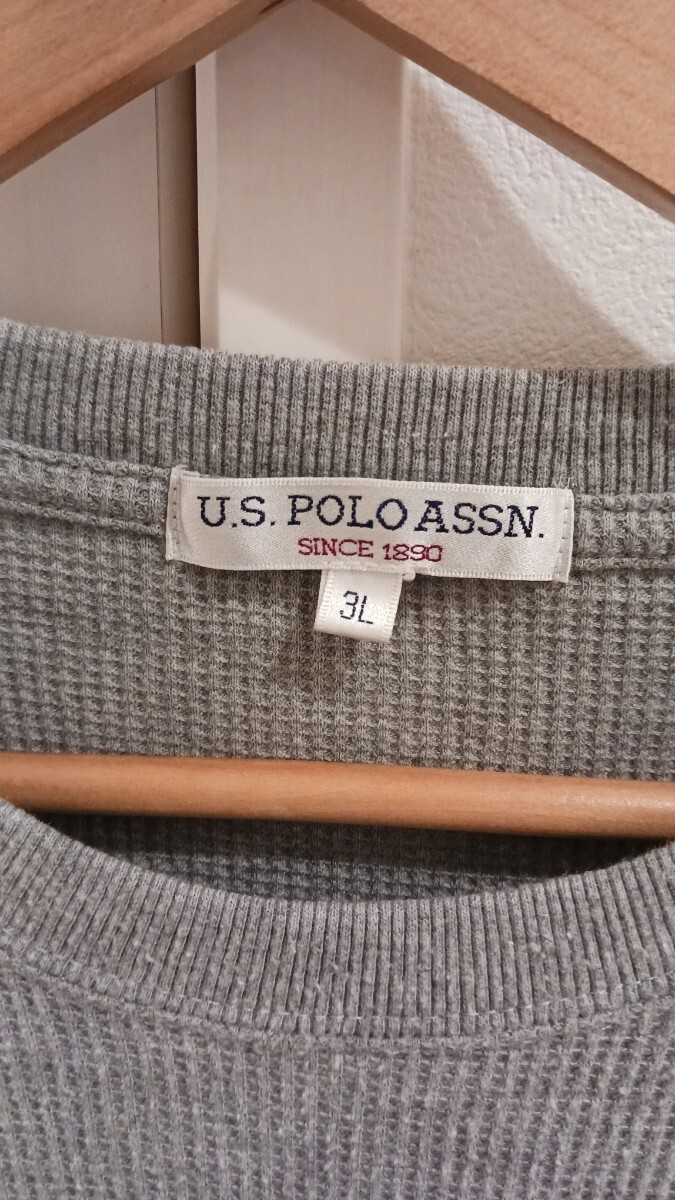 U.S. POLO ASSN.
SINCE 1890
3L